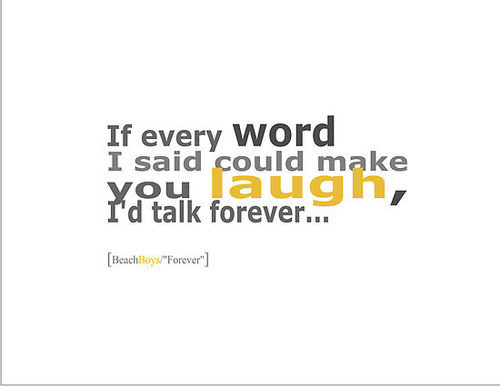 If every word
I said could make
you laugh,
I'd talk forever...
[BeachBoys/"Forever"]